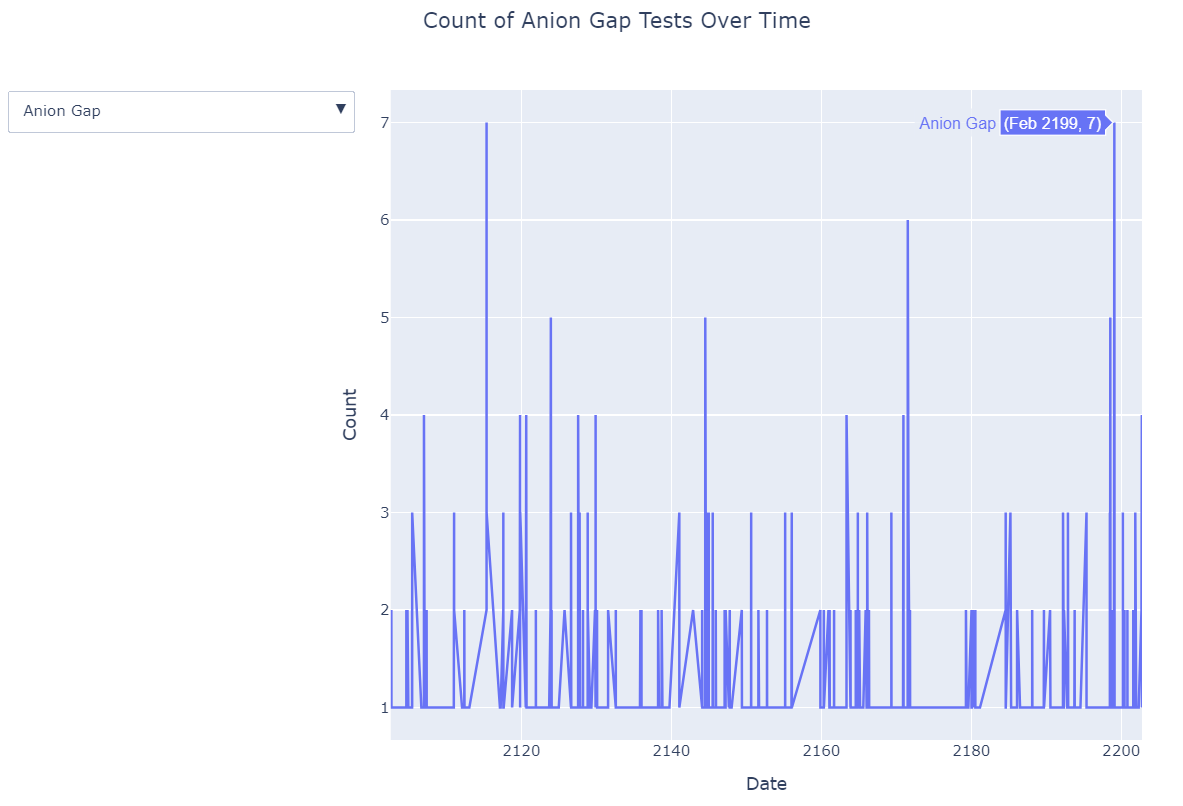 Count of Anion Gap Tests Over Time
Anion Gap ▼
Anion Gap (Feb 2199, 7)
7
6
5
4
3
2
1
Count
2120 2140 2160 2180 2200
Date